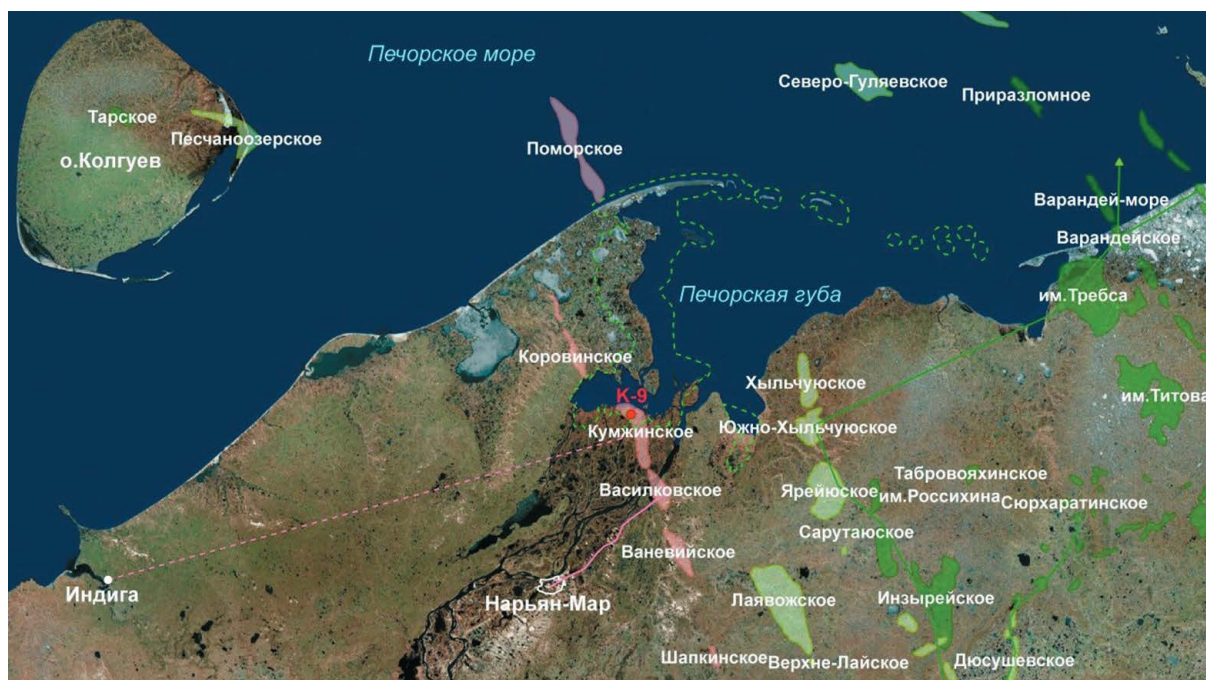 Печорское море
Северо-Гуляевское
Приразломное
Тарское
Песчаноозерское
о.Колгуев
Поморское
Варандей-море
Варандейское
Печорская губа
им.Требса
Коровинское
Хыльчуюское
К-9
им.Титова
Кумжинское
Южно-Хыльчуюское
Табровояхинское
Василковское
Ярейюское
им.Россихина
Сюрхаратинское
Сарутаюское
Ваневийское
Индига
Нарьян-Мар
Лаявожское
Инзырейское
Шапкинское
Верхне-Лайское
Дюсушевское